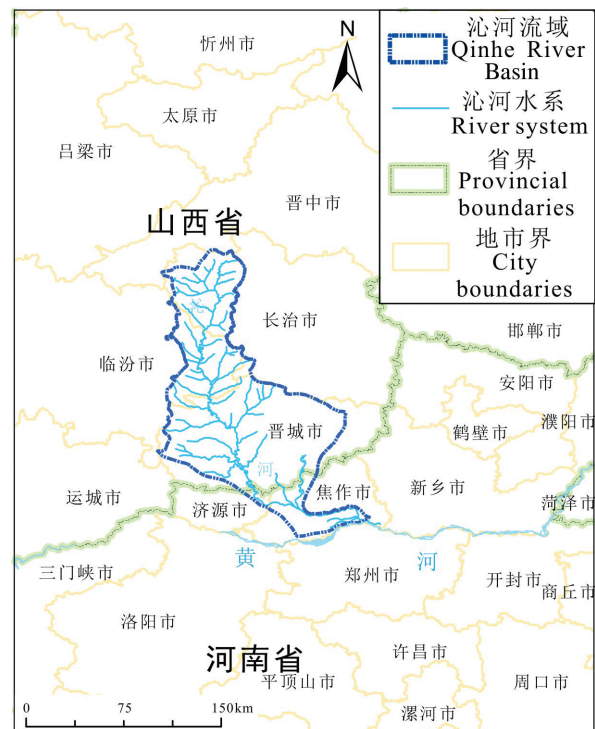 N
沁河流域
Qinhe River
Basin
沁河水系
River system
省界
Provincial
boundaries
地市界
City
boundaries
忻州市
太原市
吕梁市
晋中市
山西省
沁
长治市
临汾市
邯郸市
安阳市
濮阳市
鹤壁市
晋城市
河
焦作市
新乡市
运城市
济源市
菏泽市
黄
河
三门峡市
郑州市
开封市
商丘市
洛阳市
许昌市
河南省
平顶山市
周口市
漯河市
0 75 150km